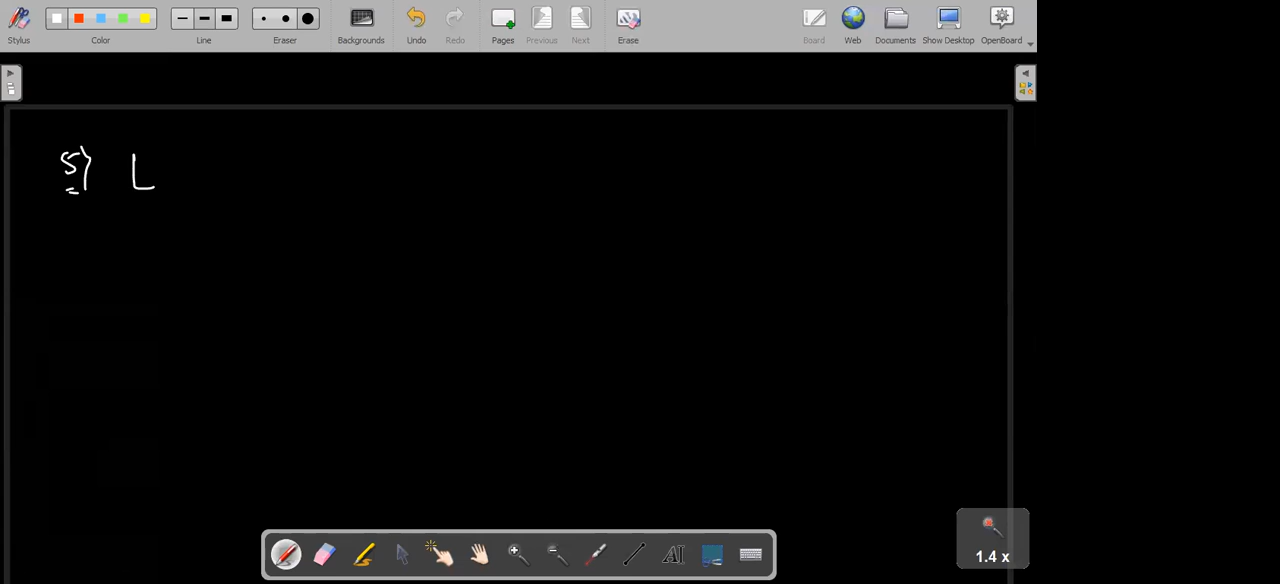 Stylus Color Line Eraser Backgrounds Undo Redo Pages Previous Next Erase Board Web Documents Show Desktop OpenBoard
5) L
AI
1.4 x